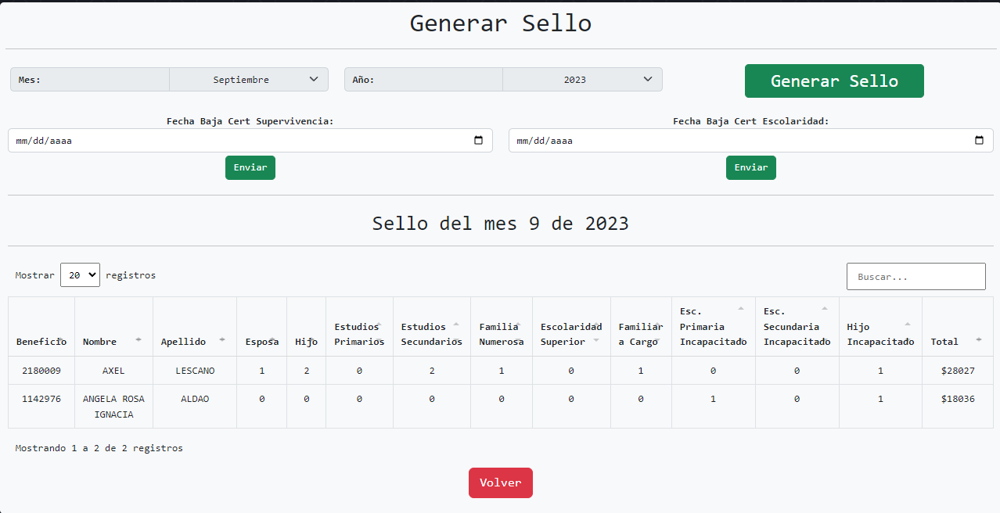 Generar Sello
Mes: Septiembre Año: 2023 Generar Sello
Fecha Baja Cert Supervivencia: Fecha Baja Cert Escolaridad:
mm/dd/aaaa mm/dd/aaaa
Enviar Enviar
Sello del mes 9 de 2023
Mostrar 20 registros Buscar...
Beneficio Nombre Apellido Esposa Hijo Estudios Primarios Estudios Secundarios Familia Numerosa Escolaridad Superior Familiar a Cargo Esc. Primaria Incapacitado Esc. Secundaria Incapacitado Hijo Incapacitado Total
2180009 AXEL LESCANO 1 2 0 2 1 0 1 0 0 1 $28027
1142976 ANGELA ROSA IGNACIA ALDAO 0 0 0 0 0 0 0 1 0 1 $18036
Mostrando 1 a 2 de 2 registros
Volver